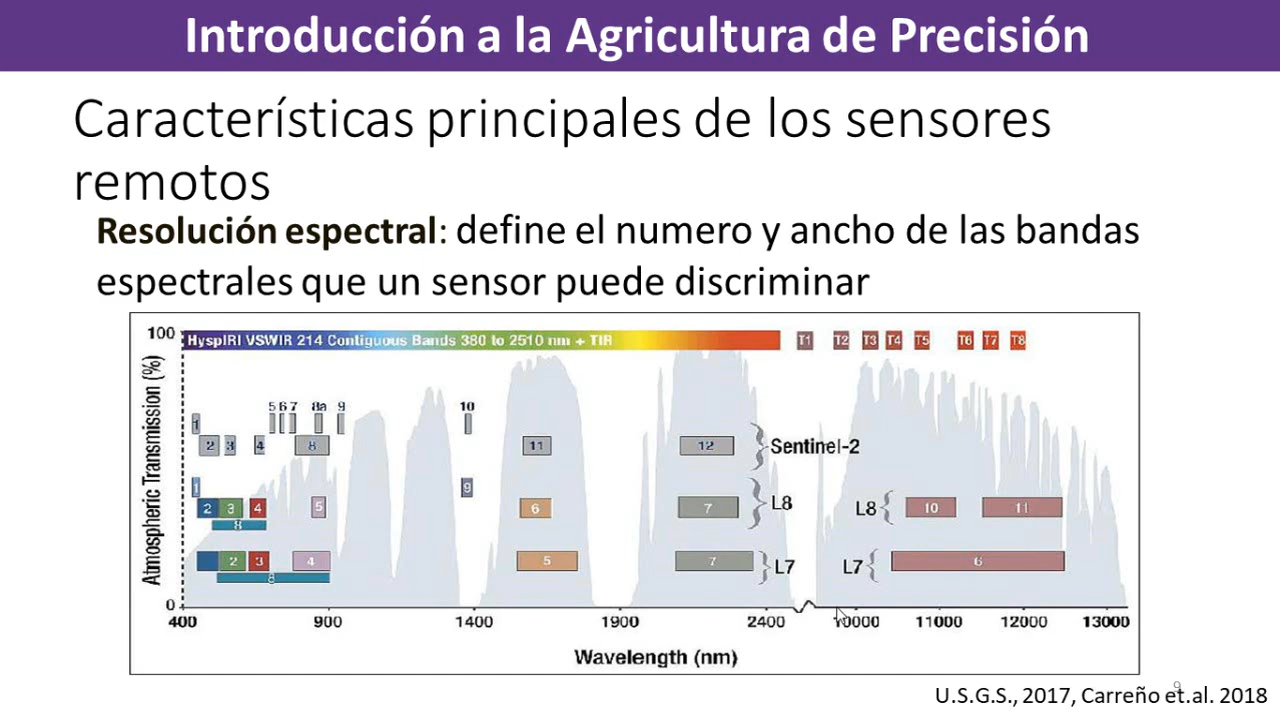 Introducción a la Agricultura de Precisión
Características principales de los sensores
remotos
Resolución espectral: define el numero y ancho de las bandas
espectrales que un sensor puede discriminar
100
HyspIRI VSWIR 214 Contiguous Bands 380 to 2510 nm + TIR
T1 T2 T3 T4 T5 T6 T7 T8
Atmospheric Transmission (%)
5 6 7 8a 9 10
1
2 3 4 8 11 12 Sentinel-2
1 9
2 3 4 5 6 7 L8 L8 10 11
8
2 3 4 5 7 L7 L7 6
8
0
400 900 1400 1900 2400 10000 11000 12000 13000
Wavelength (nm)
9
U.S.G.S., 2017, Carreño et.al. 2018